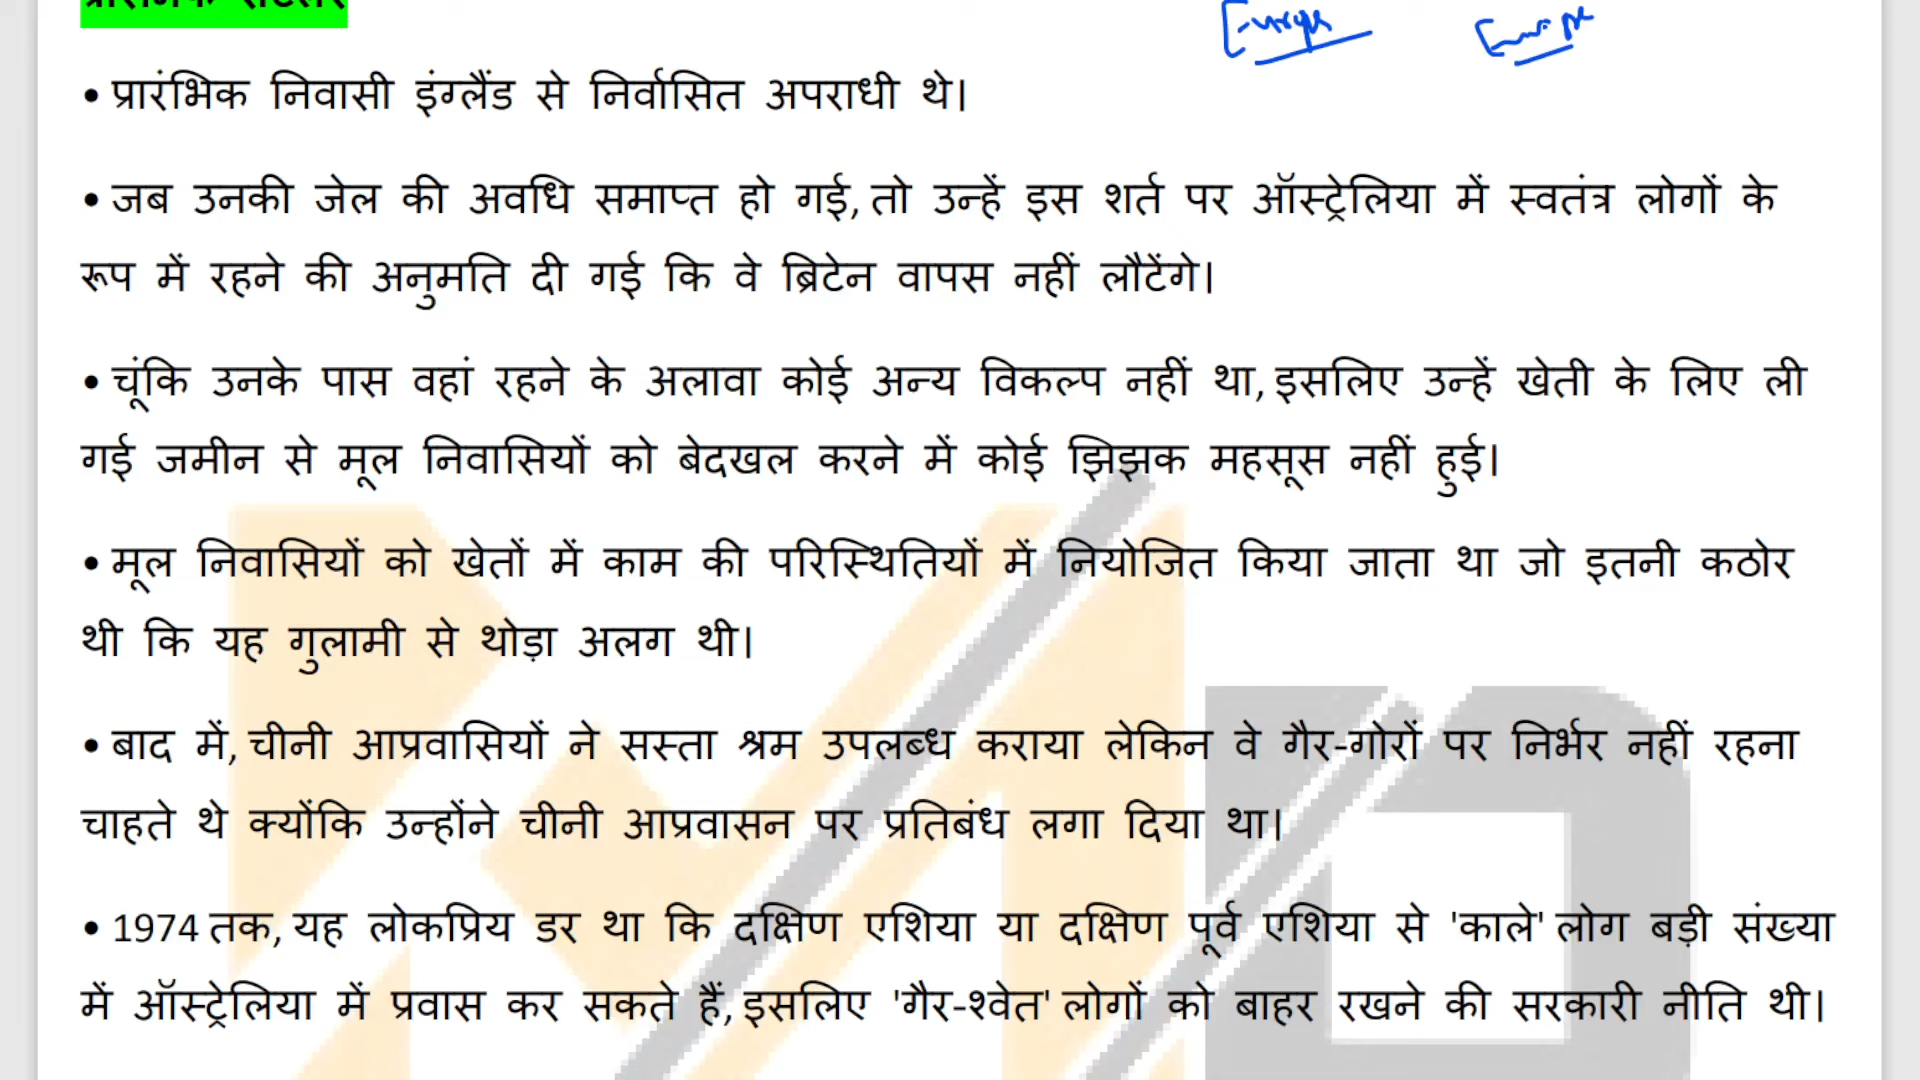 Europe Europe
• प्रारंभिक निवासी इंग्लैंड से निर्वासित अपराधी थे।
• जब उनकी जेल की अवधि समाप्त हो गई, तो उन्हें इस शर्त पर ऑस्ट्रेलिया में स्वतंत्र लोगों के
रूप में रहने की अनुमति दी गई कि वे ब्रिटेन वापस नहीं लौटेंगे।
• चूंकि उनके पास वहां रहने के अलावा कोई अन्य विकल्प नहीं था, इसलिए उन्हें खेती के लिए ली
गई जमीन से मूल निवासियों को बेदखल करने में कोई झिझक महसूस नहीं हुई।
• मूल निवासियों को खेतों में काम की परिस्थितियों में नियोजित किया जाता था जो इतनी कठोर
थी कि यह गुलामी से थोड़ा अलग थी।
• बाद में, चीनी आप्रवासियों ने सस्ता श्रम उपलब्ध कराया लेकिन वे गैर-गोरों पर निर्भर नहीं रहना
चाहते थे क्योंकि उन्होंने चीनी आप्रवासन पर प्रतिबंध लगा दिया था।
• 1974 तक, यह लोकप्रिय डर था कि दक्षिण एशिया या दक्षिण पूर्व एशिया से 'काले' लोग बड़ी संख्या
में ऑस्ट्रेलिया में प्रवास कर सकते हैं, इसलिए 'गैर-श्वेत' लोगों को बाहर रखने की सरकारी नीति थी।